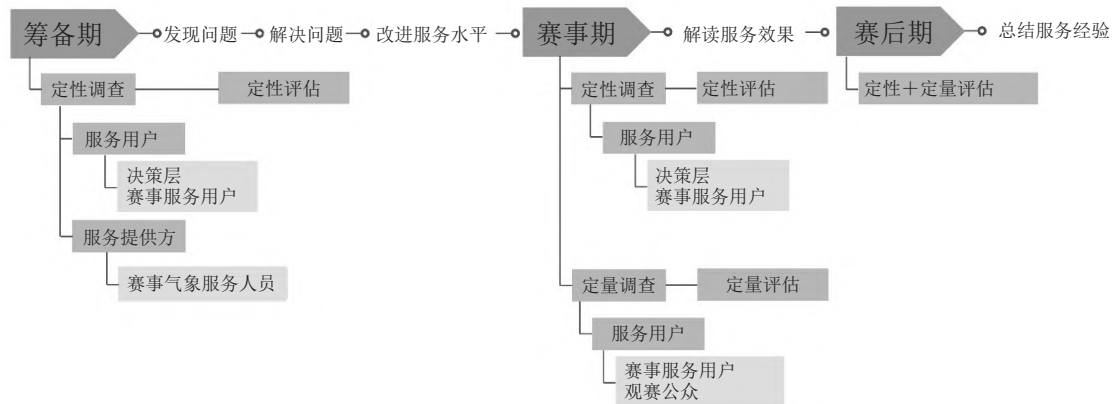 筹备期
发现问题
解决问题
改进服务水平
赛事期
解读服务效果
赛后期
总结服务经验
定性调查
定性评估
服务用户
决策层
赛事服务用户
服务提供方
赛事气象服务人员
定性调查
定性评估
服务用户
决策层
赛事服务用户
定量调查
定量评估
服务用户
赛事服务用户
观赛公众
定性＋定量评估